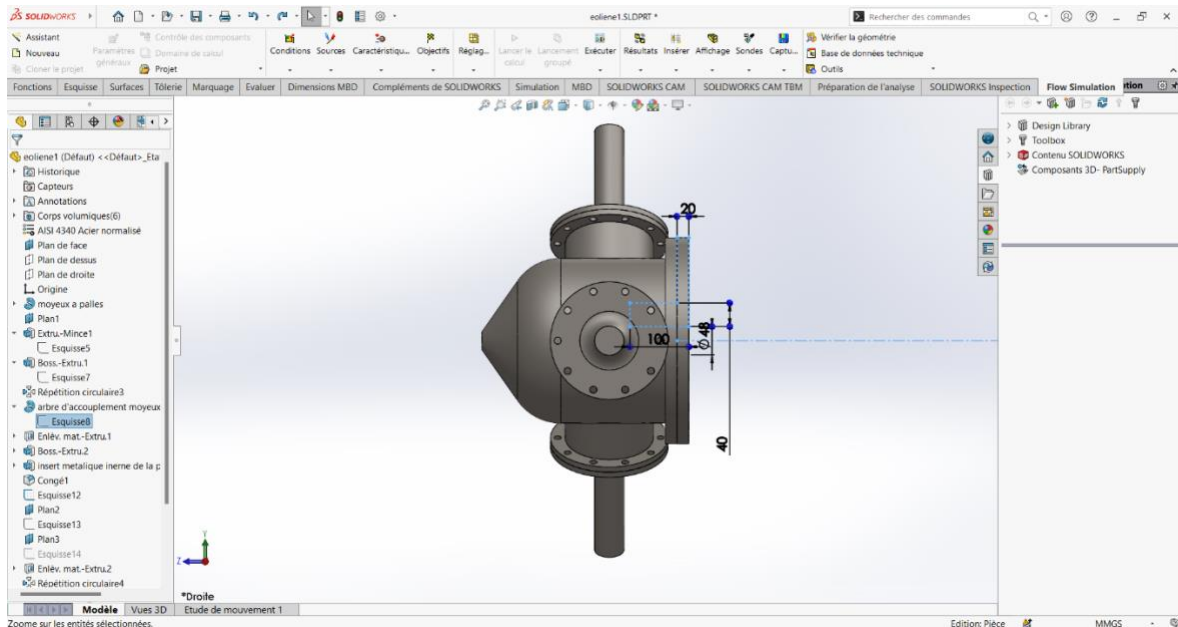 SOLIDWORKS
eoliene1.SLDPRT *
Rechercher des commandes
Assistant
Nouveau
Cloner le projet
Paramètres généraux
Contrôle des composants
Domaine de calcul
Projet
Conditions Sources Caractéristiqu... Objectifs Réglag...
Lancer le calcul
Lancement groupé
Exécuter Résultats Insérer Affichage Sondes Captu...
Vérifier la géométrie
Base de données technique
Outils
Fonctions Esquisse Surfaces Tôlerie Marquage Evaluer Dimensions MBD Compléments de SOLIDWORKS Simulation MBD SOLIDWORKS CAM SOLIDWORKS CAM TBM Préparation de l'analyse SOLIDWORKS Inspection Flow Simulation tion
eoliene1 (Défaut) <<Défaut>_Eta
Historique
Capteurs
Annotations
Corps volumiques(6)
AISI 4340 Acier normalisé
Plan de face
Plan de dessus
Plan de droite
Origine
moyeux a palles
Plan1
Extru.-Mince1
Esquisse5
Boss.-Extru.1
Esquisse7
Répétition circulaire3
arbre d'accouplement moyeux
Esquisse8
Enlèv. mat.-Extru.1
Boss.-Extru.2
insert metalique inerne de la p
Congé1
Esquisse12
Plan2
Esquisse13
Plan3
Esquisse14
Enlèv. mat.-Extru.2
Répétition circulaire4
20
100
Ø 48
40
Y
Z
*Droite
Design Library
Toolbox
Contenu SOLIDWORKS
Composants 3D- PartSupply
Modèle Vues 3D Etude de mouvement 1
Zoome sur les entités sélectionnées.
Edition: Pièce
MMGS